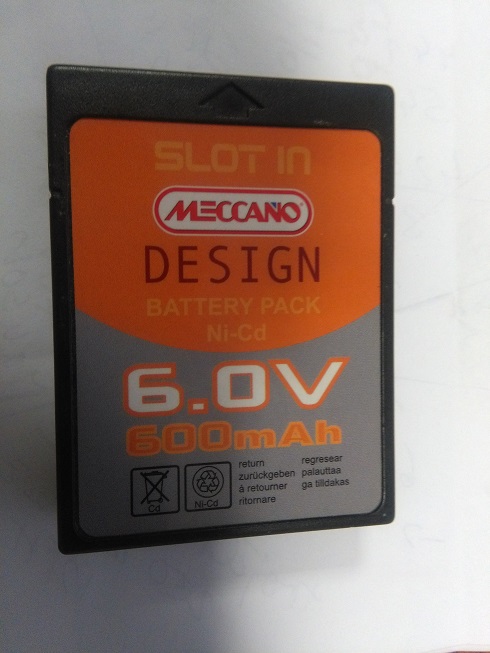 SLOT IN
MECCANO
DESIGN
BATTERY PACK
Ni-Cd
6.0V
600mAh
Cd
Ni-Cd
return
zurückgeben
à retourner
ritornare
regresear
palauttaa
ga tilldakas